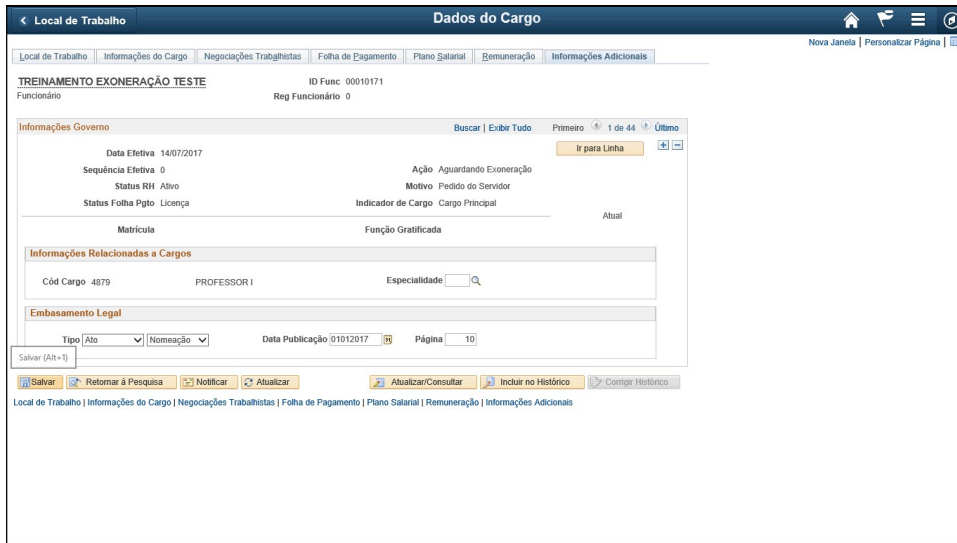 Local de Trabalho
Dados do Cargo
Nova Janela | Personalizar Página |
Local de Trabalho Informações do Cargo Negociações Trabalhistas Folha de Pagamento Plano Salarial Remuneração Informações Adicionais
TREINAMENTO EXONERAÇÃO TESTE ID Func 00010171
Funcionário Reg Funcionário 0
Informações Governo Buscar | Exibir Tudo Primeiro 1 de 44 Último
Data Efetiva 14/07/2017 Ir para Linha
Sequência Efetiva 0 Ação Aguardando Exoneração
Status RH Ativo Motivo Pedido do Servidor
Status Folha Pgto Licença Indicador de Cargo Cargo Principal
Atual
Matrícula Função Gratificada
Informações Relacionadas a Cargos
Cód Cargo 4879 PROFESSOR I Especialidade
Embasamento Legal
Tipo Ato Nomeação Data Publicação 01012017 Página 10
Salvar (Alt+1)
Salvar Retornar à Pesquisa Notificar Atualizar Atualizar/Consultar Incluir no Histórico Corrigir Histórico
Local de Trabalho | Informações do Cargo | Negociações Trabalhistas | Folha de Pagamento | Plano Salarial | Remuneração | Informações Adicionais